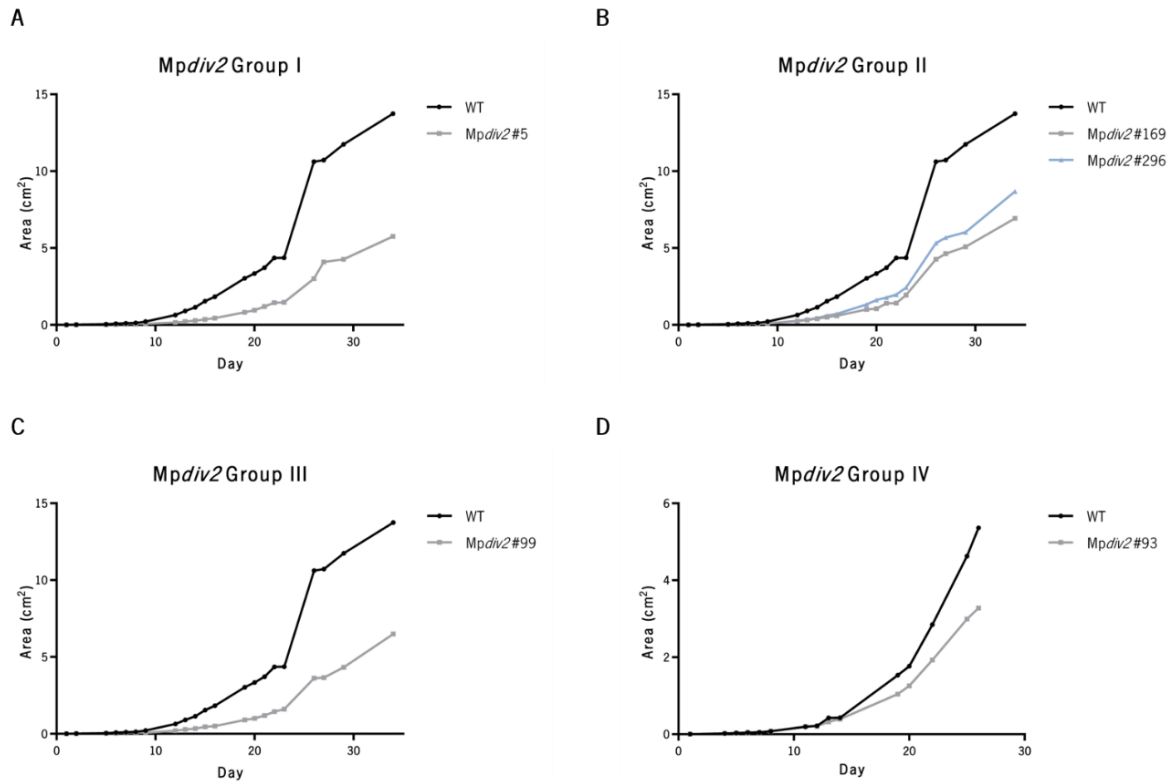 A
Mpdiv2 Group I
WT
Mpdiv2#5
Area (cm²)
15
10
5
0
0 10 20 30
Day
B
Mpdiv2 Group II
WT
Mpdiv2#169
Mpdiv2#296
Area (cm²)
15
10
5
0
0 10 20 30
Day
C
Mpdiv2 Group III
WT
Mpdiv2#99
Area (cm²)
15
10
5
0
0 10 20 30
Day
D
Mpdiv2 Group IV
WT
Mpdiv2#93
Area (cm²)
6
4
2
0
0 10 20 30
Day